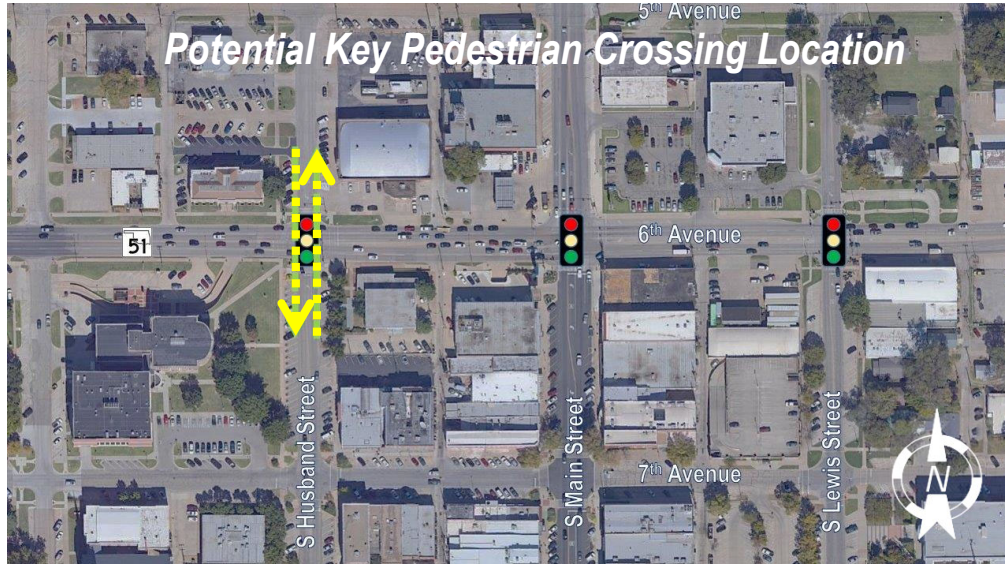 5th Avenue
Potential Key Pedestrian Crossing Location
51
6th Avenue
S Husband Street
S Main Street
S Lewis Street
7th Avenue
N